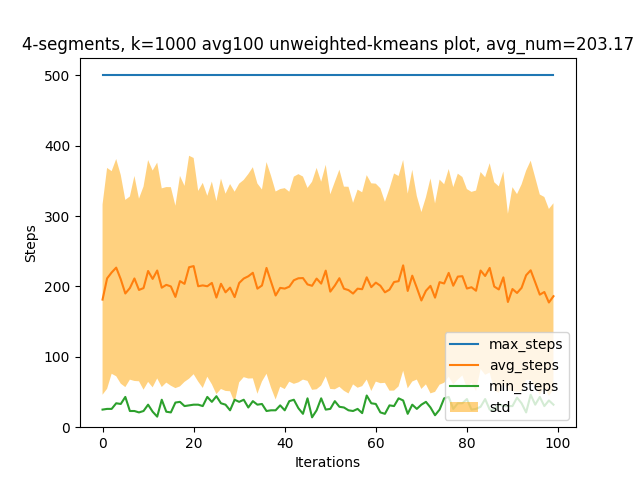 4-segments, k=1000 avg100 unweighted-kmeans plot, avg_num=203.17
500
400
300
200
100
0
Steps
max_steps
avg_steps
min_steps
std
0 20 40 60 80 100
Iterations